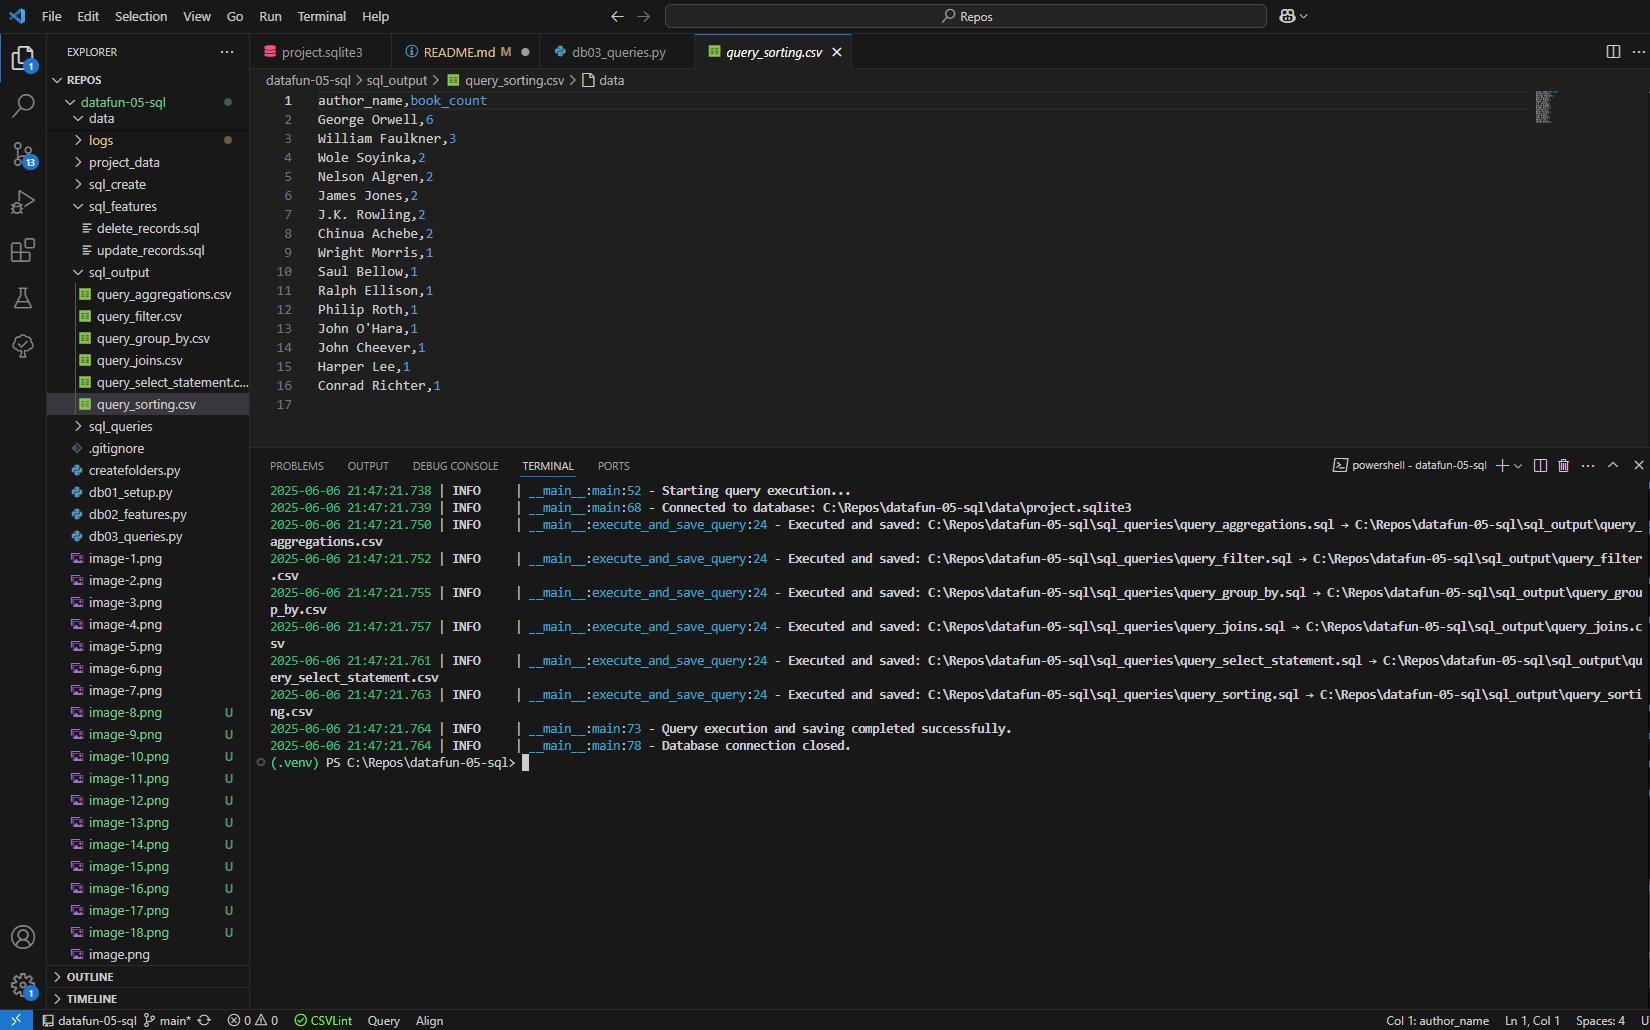 File Edit Selection View Go Run Terminal Help
Repos
EXPLORER
REPOS
datafun-05-sql
data
logs
project_data
sql_create
sql_features
delete_records.sql
update_records.sql
sql_output
query_aggregations.csv
query_filter.csv
query_group_by.csv
query_joins.csv
query_select_statement.c...
query_sorting.csv
sql_queries
.gitignore
createfolders.py
db01_setup.py
db02_features.py
db03_queries.py
image-1.png
image-2.png
image-3.png
image-4.png
image-5.png
image-6.png
image-7.png
image-8.png U
image-9.png U
image-10.png U
image-11.png U
image-12.png U
image-13.png U
image-14.png U
image-15.png U
image-16.png U
image-17.png U
image-18.png U
image.png
OUTLINE
TIMELINE
1
13
1
project.sqlite3 README.md M db03_queries.py query_sorting.csv
datafun-05-sql > sql_output > query_sorting.csv > data
1 author_name,book_count
2 George Orwell,6
3 William Faulkner,3
4 Wole Soyinka,2
5 Nelson Algren,2
6 James Jones,2
7 J.K. Rowling,2
8 Chinua Achebe,2
9 Wright Morris,1
10 Saul Bellow,1
11 Ralph Ellison,1
12 Philip Roth,1
13 John O'Hara,1
14 John Cheever,1
15 Harper Lee,1
16 Conrad Richter,1
17
PROBLEMS OUTPUT DEBUG CONSOLE TERMINAL PORTS
powershell - datafun-05-sql
2025-06-06 21:47:21.738 | INFO | __main__:main:52 - Starting query execution...
2025-06-06 21:47:21.739 | INFO | __main__:main:68 - Connected to database: C:\Repos\datafun-05-sql\data\project.sqlite3
2025-06-06 21:47:21.750 | INFO | __main__:execute_and_save_query:24 - Executed and saved: C:\Repos\datafun-05-sql\sql_queries\query_aggregations.sql → C:\Repos\datafun-05-sql\sql_output\query_
aggregations.csv
2025-06-06 21:47:21.752 | INFO | __main__:execute_and_save_query:24 - Executed and saved: C:\Repos\datafun-05-sql\sql_queries\query_filter.sql → C:\Repos\datafun-05-sql\sql_output\query_filter
.csv
2025-06-06 21:47:21.755 | INFO | __main__:execute_and_save_query:24 - Executed and saved: C:\Repos\datafun-05-sql\sql_queries\query_group_by.sql → C:\Repos\datafun-05-sql\sql_output\query_grou
p_by.csv
2025-06-06 21:47:21.757 | INFO | __main__:execute_and_save_query:24 - Executed and saved: C:\Repos\datafun-05-sql\sql_queries\query_joins.sql → C:\Repos\datafun-05-sql\sql_output\query_joins.c
sv
2025-06-06 21:47:21.761 | INFO | __main__:execute_and_save_query:24 - Executed and saved: C:\Repos\datafun-05-sql\sql_queries\query_select_statement.sql → C:\Repos\datafun-05-sql\sql_output\qu
ery_select_statement.csv
2025-06-06 21:47:21.763 | INFO | __main__:execute_and_save_query:24 - Executed and saved: C:\Repos\datafun-05-sql\sql_queries\query_sorting.sql → C:\Repos\datafun-05-sql\sql_output\query_sorti
ng.csv
2025-06-06 21:47:21.764 | INFO | __main__:main:73 - Query execution and saving completed successfully.
2025-06-06 21:47:21.764 | INFO | __main__:main:78 - Database connection closed.
(.venv) PS C:\Repos\datafun-05-sql>
datafun-05-sql main* 0 0 CSVLint Query Align Col 1: author_name Ln 1, Col 1 Spaces: 4 U